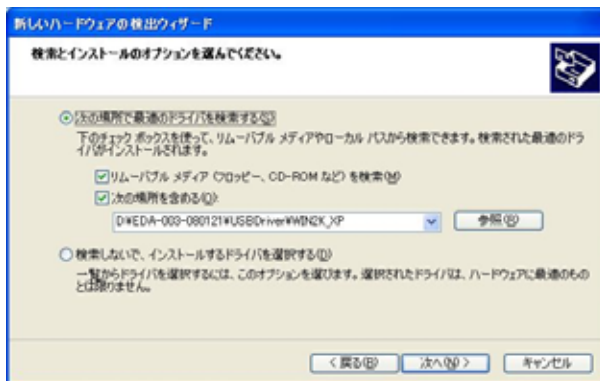 新しいハードウェアの検出ウィザード
検索とインストールのオプションを選んでください。
次の場所で最適のドライバを検索する(S)
下のチェック ボックスを使って、リムーバブル メディアやローカル パスから検索できます。検索された最適のドラ
イバがインストールされます。
リムーバブル メディア (フロッピー、CD-ROM など) を検索(M)
次の場所を含める(O):
D:¥EDA-003-080121¥USBDriver¥WIN2K_XP
参照(R)
検索しないで、インストールするドライバを選択する(D)
一覧からドライバを選択するには、このオプションを選びます。選択されたドライバは、ハードウェアに最適のもの
とは限りません。
< 戻る(B)
次へ(N) >
キャンセル